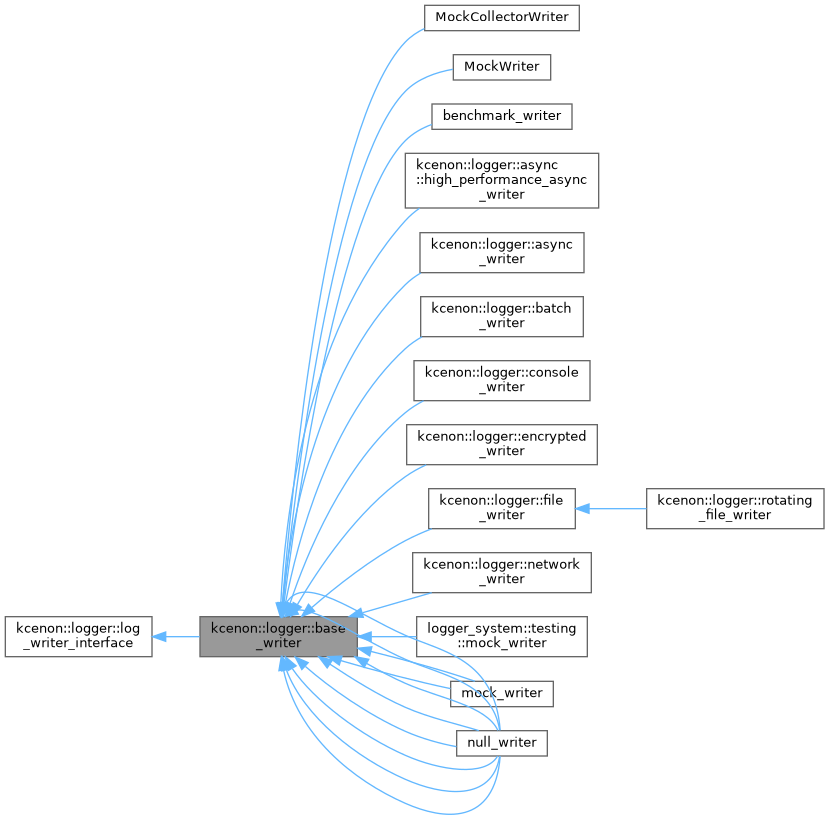 MockCollectorWriter
MockWriter
benchmark_writer
kcenon::logger::async
::high_performance_async
_writer
kcenon::logger::async
_writer
kcenon::logger::batch
_writer
kcenon::logger::console
_writer
kcenon::logger::encrypted
_writer
kcenon::logger::file
_writer
kcenon::logger::rotating
_file_writer
kcenon::logger::network
_writer
kcenon::logger::log
_writer_interface
kcenon::logger::base
_writer
logger_system::testing
::mock_writer
mock_writer
null_writer